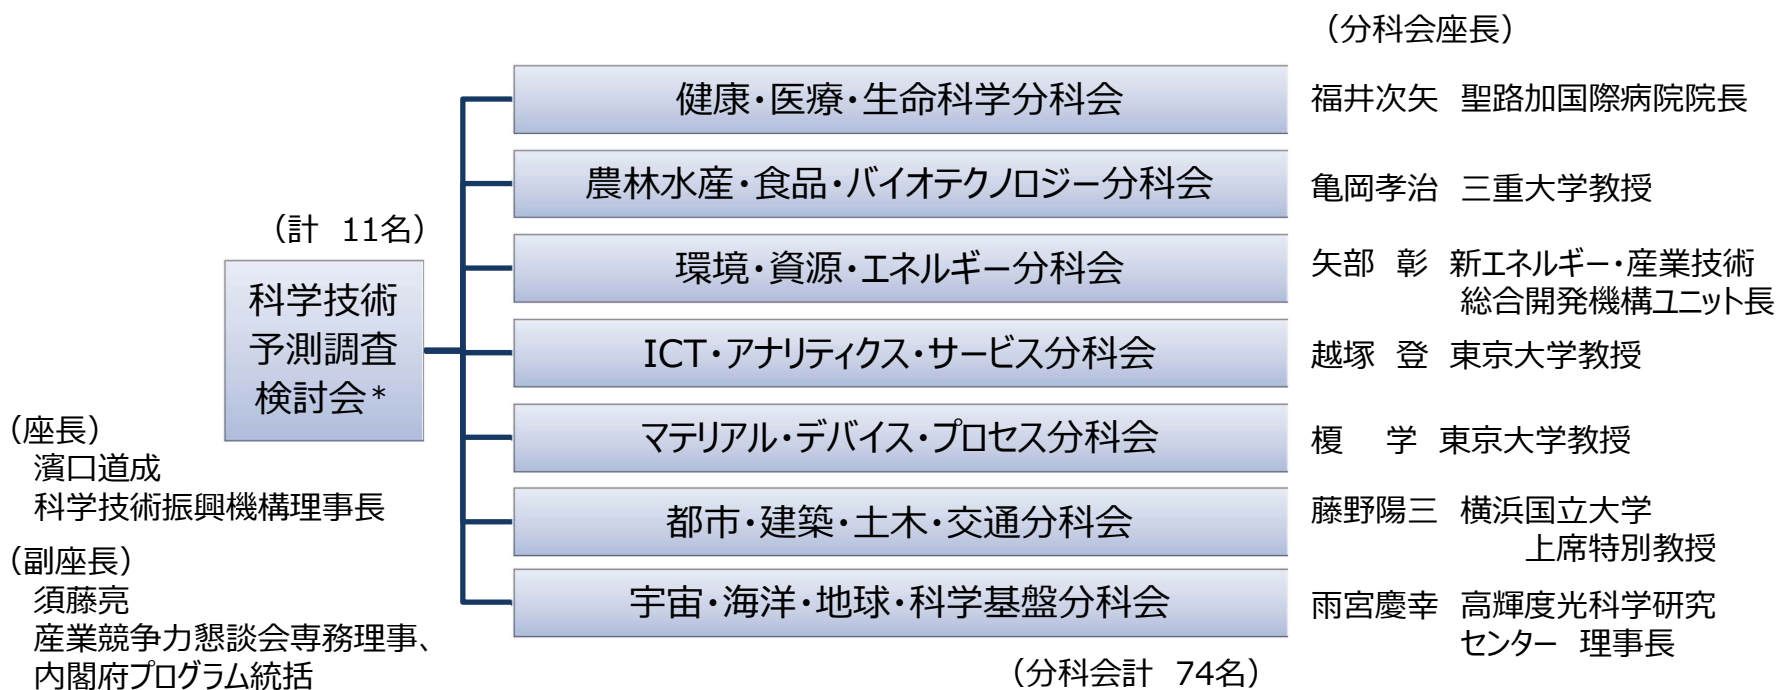 (分科会座長)
健康・医療・生命科学分科会
福井次矢 聖路加国際病院院長
農林水産・食品・バイオテクノロジー分科会
亀岡孝治 三重大学教授
環境・資源・エネルギー分科会
矢部 彰 新エネルギー・産業技術
総合開発機構ユニット長
ICT・アナリティクス・サービス分科会
越塚 登 東京大学教授
マテリアル・デバイス・プロセス分科会
榎 学 東京大学教授
都市・建築・土木・交通分科会
藤野陽三 横浜国立大学
上席特別教授
宇宙・海洋・地球・科学基盤分科会
雨宮慶幸 高輝度光科学研究
センター 理事長
(分科会計 74名)
(計 11名)
科学技術
予測調査
検討会*
(座長)
濵口道成
科学技術振興機構理事長
(副座長)
須藤亮
産業競争力懇談会専務理事、
内閣府プログラム統括